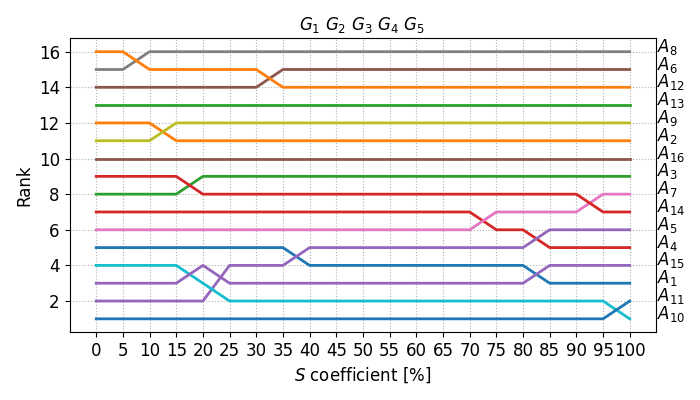 G₁ G₂ G₃ G₄ G₅
16
14
12
10
8
6
4
2
Rank
A₈
A₆
A₁₂
A₁₃
A₉
A₂
A₁₆
A₃
A₇
A₁₄
A₅
A₄
A₁₅
A₁
A₁₁
A₁₀
0 5 10 15 20 25 30 35 40 45 50 55 60 65 70 75 80 85 90 95 100
S coefficient [%]